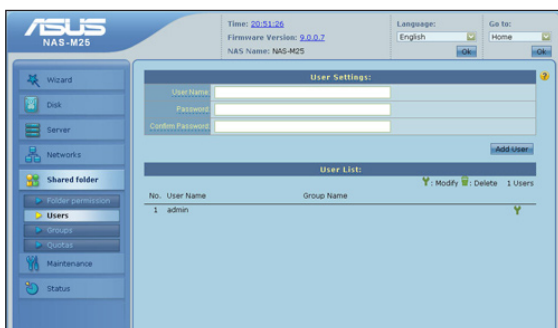 ASUS
NAS-M25
Time: 20:51:26
Firmware Version: 9.0.0.7
NAS Name: NAS-M25
Language:
English
Ok
Go to:
Home
Ok
Wizard
Disk
Server
Networks
Shared folder
Folder permission
Users
Groups
Quotas
Maintenance
Status
User Settings:
?
User Name
Password
Confirm Password
Add User
User List:
: Modify : Delete 1 Users
No. User Name Group Name
1 admin